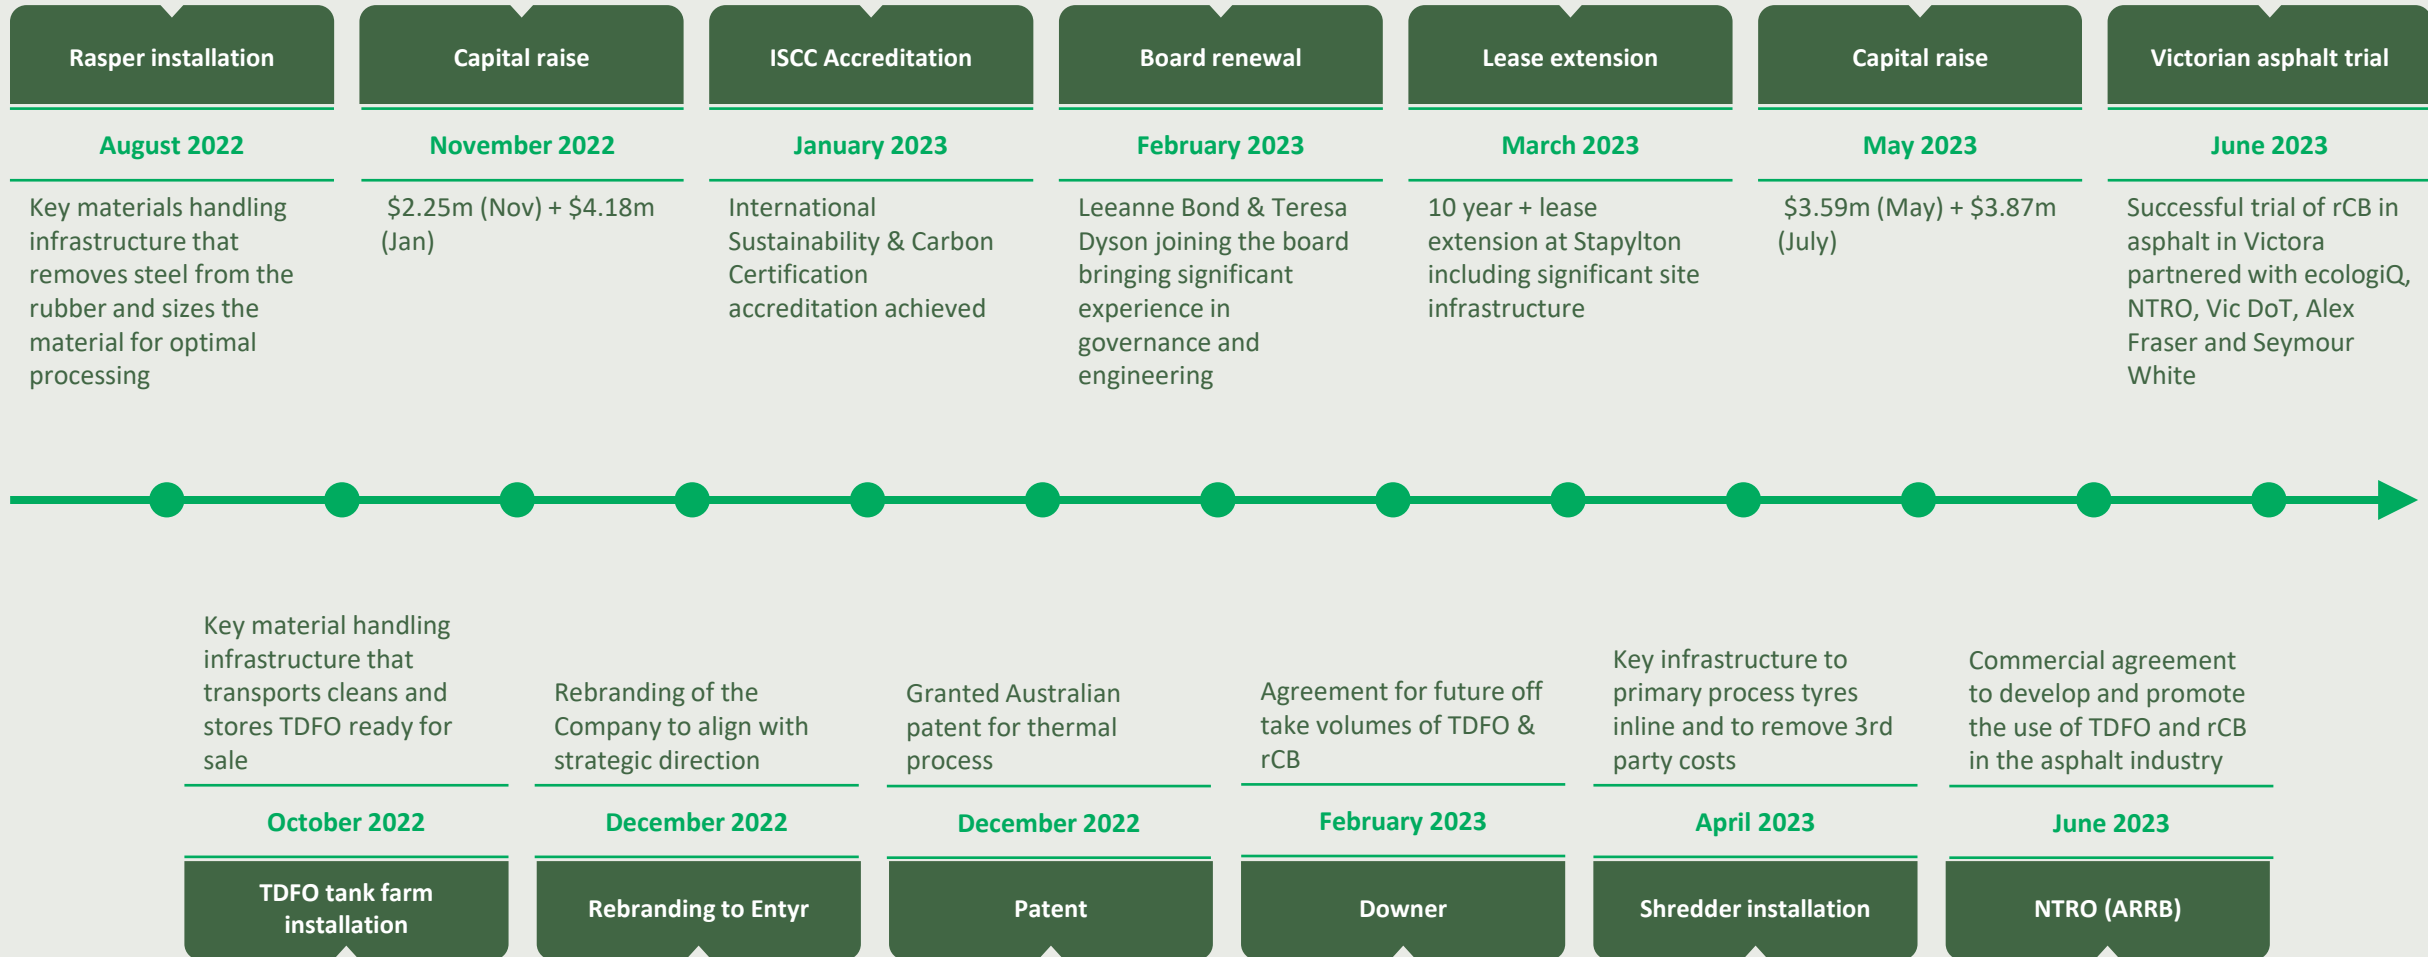 Rasper installation
August 2022
Key materials handling
infrastructure that
removes steel from the
rubber and sizes the
material for optimal
processing
Capital raise
November 2022
$2.25m (Nov) + $4.18m
(Jan)
ISCC Accreditation
January 2023
International
Sustainability & Carbon
Certification
accreditation achieved
Board renewal
February 2023
Leeanne Bond & Teresa
Dyson joining the board
bringing significant
experience in
governance and
engineering
Lease extension
March 2023
10 year + lease
extension at Stapylton
including significant site
infrastructure
Capital raise
May 2023
$3.59m (May) + $3.87m
(July)
Victorian asphalt trial
June 2023
Successful trial of rCB in
asphalt in Victora
partnered with ecologiQ,
NTRO, Vic DoT, Alex
Fraser and Seymour
White
Key material handling
infrastructure that
transports cleans and
stores TDFO ready for
sale
October 2022
TDFO tank farm
installation
Rebranding of the
Company to align with
strategic direction
December 2022
Rebranding to Entyr
Granted Australian
patent for thermal
process
December 2022
Patent
Agreement for future off
take volumes of TDFO &
rCB
February 2023
Downer
Key infrastructure to
primary process tyres
inline and to remove 3rd
party costs
April 2023
Shredder installation
Commercial agreement
to develop and promote
the use of TDFO and rCB
in the asphalt industry
June 2023
NTRO (ARRB)